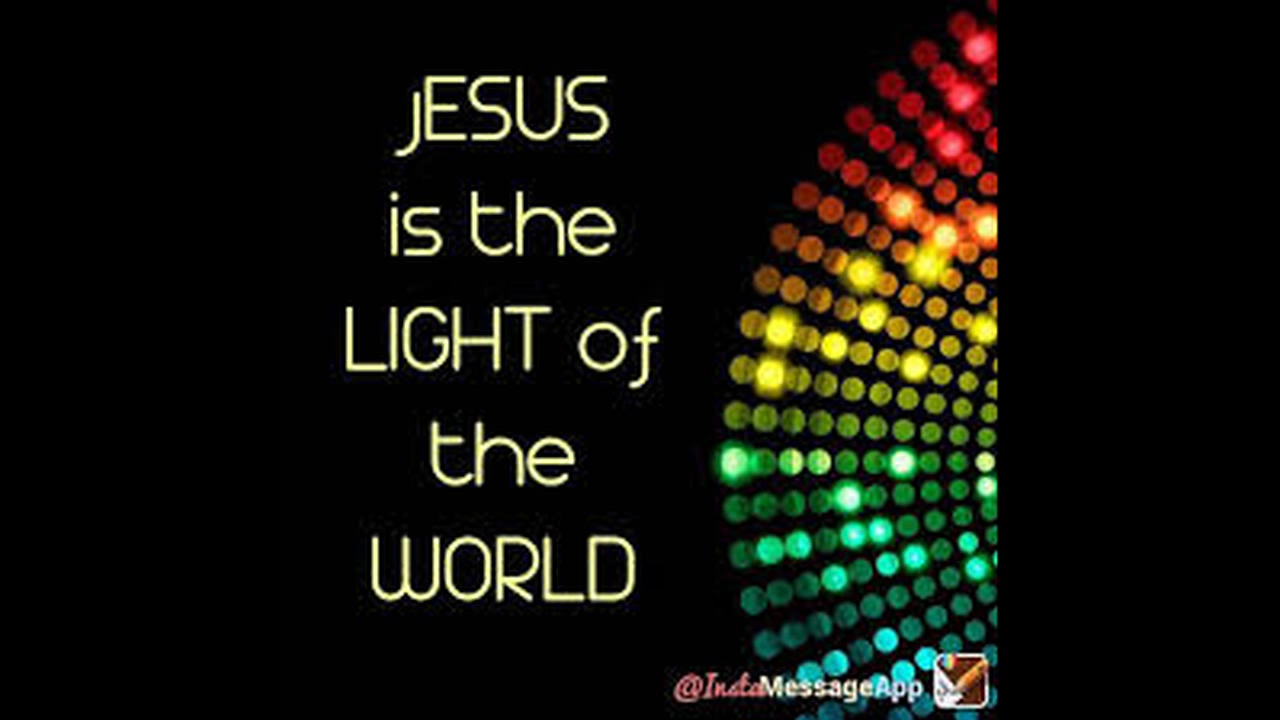 jESUS
is the
LIGHT of
the
WORLD
@InstaMessageApp